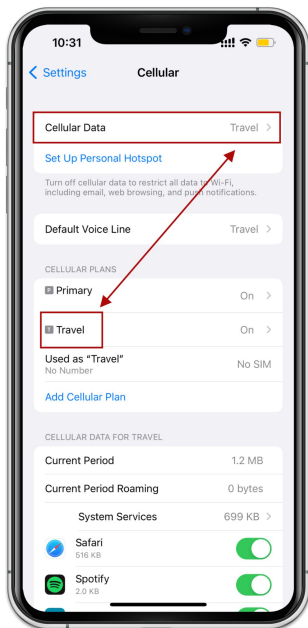 10:31
Settings
Cellular
Cellular Data Travel
Set Up Personal Hotspot
Turn off cellular data to restrict all data to Wi-Fi,
including email, web browsing, and push notifications.
Default Voice Line Travel
CELLULAR PLANS
P Primary
On
T Travel On
Used as “Travel”
No Number
No SIM
Add Cellular Plan
CELLULAR DATA FOR TRAVEL
Current Period 1.2 MB
Current Period Roaming 0 bytes
System Services 699 KB
Safari
516 KB
Spotify
2.0 KB